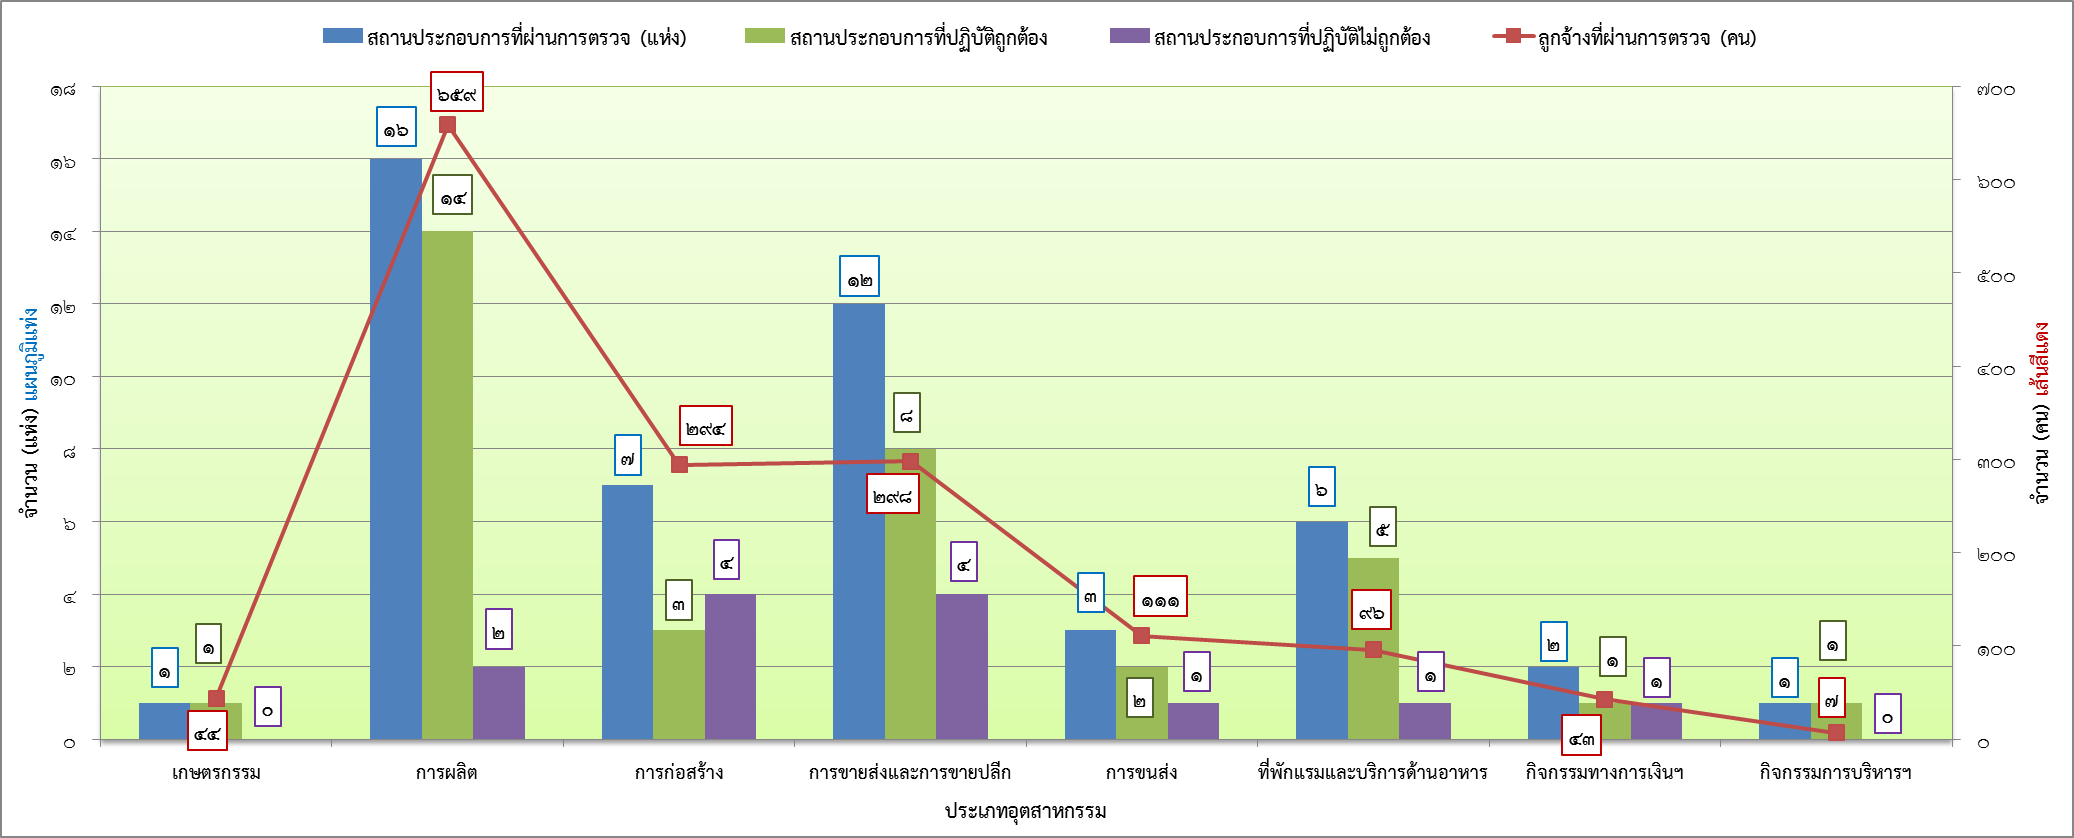 สถานประกอบการที่ผ่านการตรวจ (แห่ง) สถานประกอบการที่ปฏิบัติถูกต้อง สถานประกอบการที่ปฏิบัติไม่ถูกต้อง ลูกจ้างที่ผ่านการตรวจ (คน)
จำนวน (แห่ง) แผนภูมิแท่ง
๑๘
๑๖
๑๔
๑๒
๑๐
๘
๖
๔
๒
๐
๑ ๑ ๐ ๔๔
๑๖ ๑๔ ๒ ๖๕๙
๗ ๓ ๔ ๒๙๔
๑๒ ๘ ๔ ๒๙๘
๓ ๒ ๑ ๑๑๑
๖ ๕ ๑ ๙๖
๒ ๑ ๑ ๔๓
๑ ๑ ๐ ๗
๗๐๐
๖๐๐
๕๐๐
๔๐๐
๓๐๐
๒๐๐
๑๐๐
๐
จำนวน (คน) เส้นสีแดง
เกษตรกรรม การผลิต การก่อสร้าง การขายส่งและการขายปลีก การขนส่ง ที่พักแรมและบริการด้านอาหาร กิจกรรมทางการเงินฯ กิจกรรมการบริหารฯ
ประเภทอุตสาหกรรม